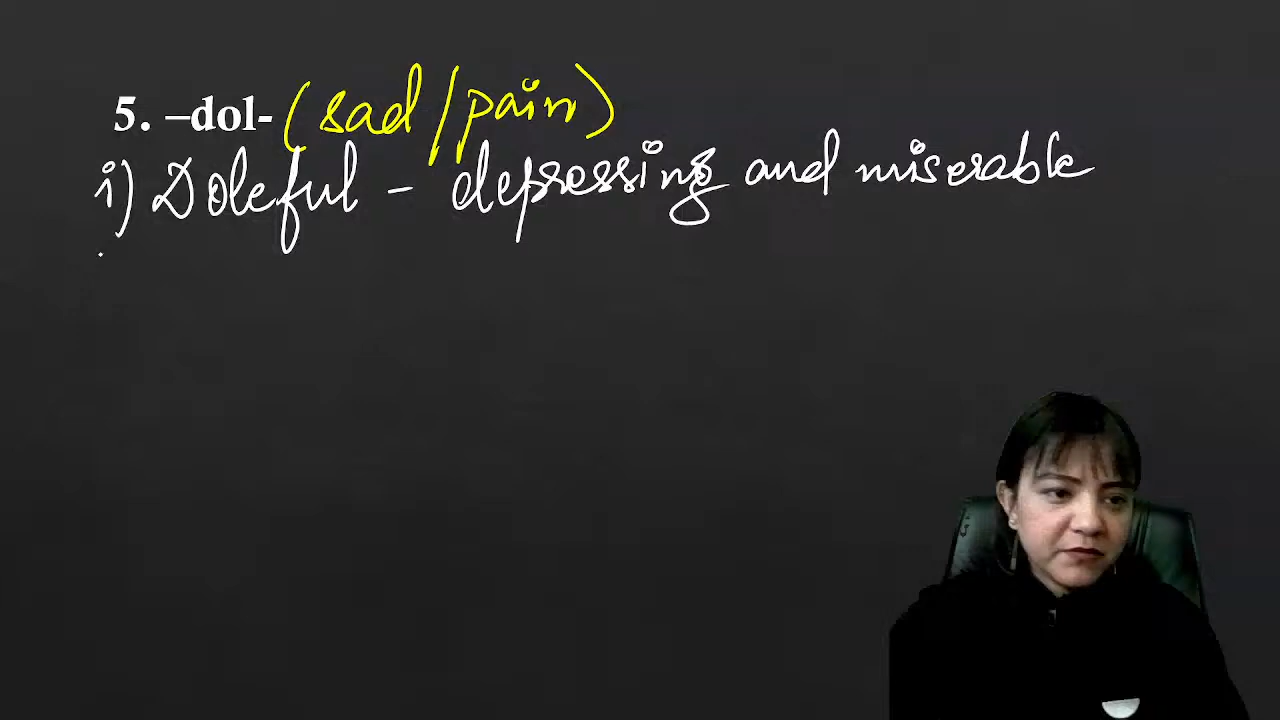 5. –dol- (sad/pain)
i) Doleful - depressing and miserable